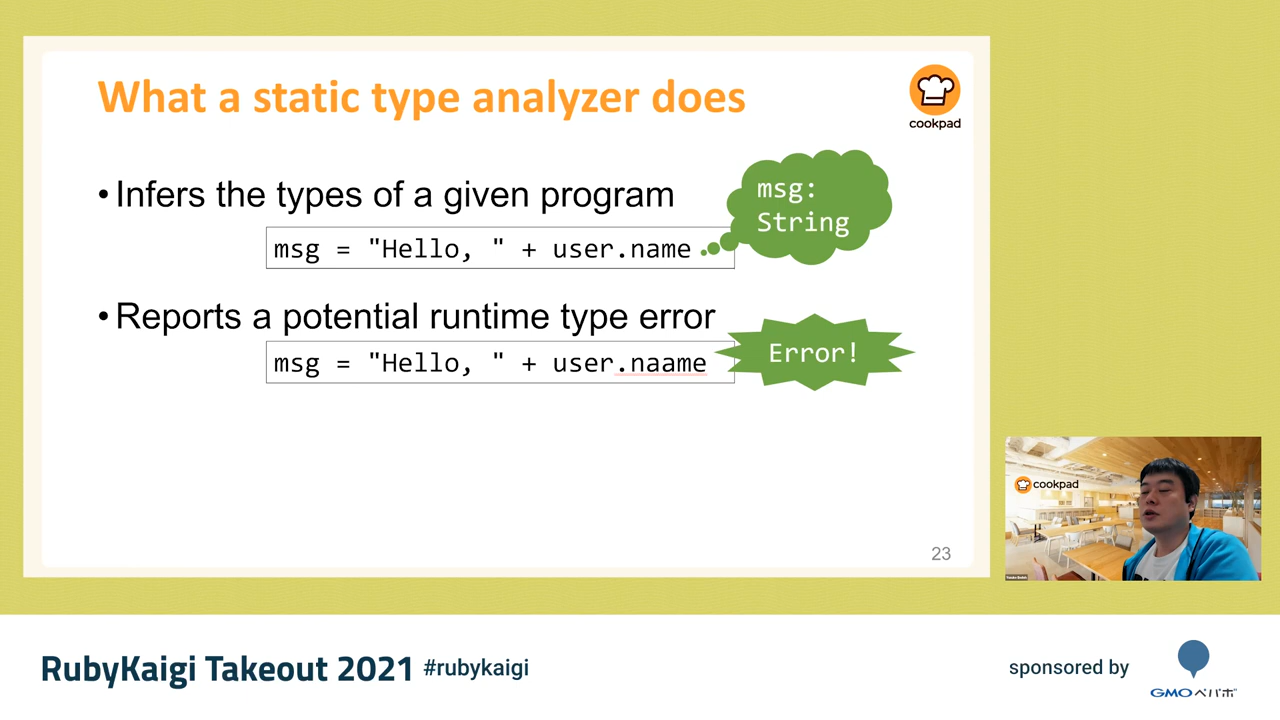 What a static type analyzer does
cookpad
• Infers the types of a given program
msg:
String
msg = "Hello, " + user.name
• Reports a potential runtime type error
msg = "Hello, " + user.naame
Error!
23
cookpad
RubyKaigi Takeout 2021 #rubykaigi
sponsored by
GMOペパボ